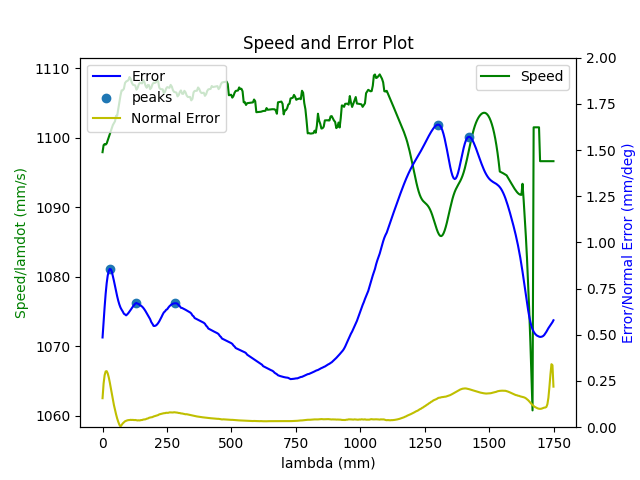 Speed and Error Plot
Error
peaks
Normal Error
Speed
Speed/lamdot (mm/s)
1110
1100
1090
1080
1070
1060
2.00
1.75
1.50
1.25
1.00
0.75
0.50
0.25
0.00
Error/Normal Error (mm/deg)
0 250 500 750 1000 1250 1500 1750
lambda (mm)